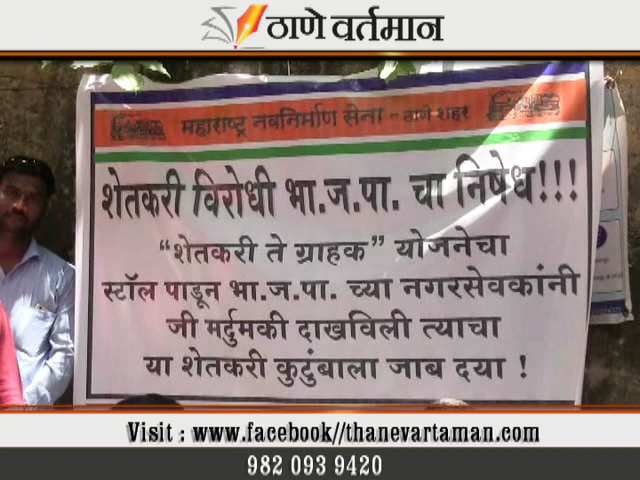 ठाणे वर्तमान
महाराष्ट्र नवनिर्माण सेना - ठाणे शहर
शेतकरी विरोधी भा.ज.पा. चा निषेध!!!
“शेतकरी ते ग्राहक” योजनेचा
स्टॉल पाडून भा.ज.पा. च्या नगरसेवकांनी
जी मर्दुमकी दाखविली त्याचा
या शेतकरी कुटुंबाला जाब दया !
Visit : www.facebook//thanevartaman.com
982 093 9420